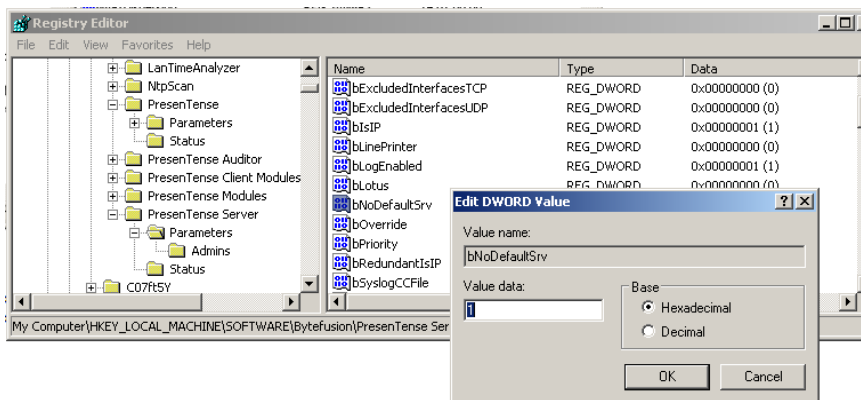 Registry Editor
File Edit View Favorites Help
LanTimeAnalyzer
NtpScan
PresenTense
Parameters
Status
PresenTense Auditor
PresenTense Client Modules
PresenTense Modules
PresenTense Server
Parameters
Admins
Status
C07ft5Y
Name Type Data
bExcludedInterfacesTCP REG_DWORD 0x00000000 (0)
bExcludedInterfacesUDP REG_DWORD 0x00000000 (0)
bIsIP REG_DWORD 0x00000001 (1)
bLinePrinter REG_DWORD 0x00000000 (0)
bLogEnabled REG_DWORD 0x00000001 (1)
bLotus REG_DWORD 0x00000000 (0)
bNoDefaultSrv
bOverride
bPriority
bRedundantIsIP
bSyslogCCFile
My Computer\HKEY_LOCAL_MACHINE\SOFTWARE\Bytefusion\PresenTense Ser
Edit DWORD Value
Value name:
bNoDefaultSrv
Value data:
1
Base
Hexadecimal
Decimal
OK Cancel